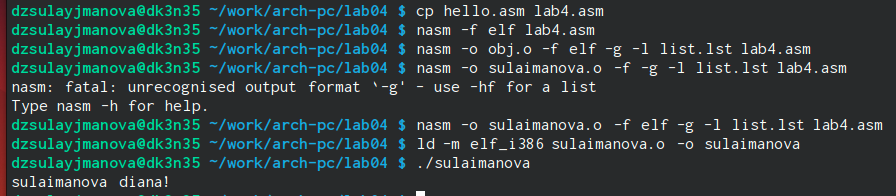 dzsulayjmanova@dk3n35 ~/work/arch-pc/lab04 $ cp hello.asm lab4.asm
dzsulayjmanova@dk3n35 ~/work/arch-pc/lab04 $ nasm -f elf lab4.asm
dzsulayjmanova@dk3n35 ~/work/arch-pc/lab04 $ nasm -o obj.o -f elf -g -l list.lst lab4.asm
dzsulayjmanova@dk3n35 ~/work/arch-pc/lab04 $ nasm -o sulaimanova.o -f -g -l list.lst lab4.asm
nasm: fatal: unrecognised output format `-g' - use -hf for a list
Type nasm -h for help.
dzsulayjmanova@dk3n35 ~/work/arch-pc/lab04 $ nasm -o sulaimanova.o -f elf -g -l list.lst lab4.asm
dzsulayjmanova@dk3n35 ~/work/arch-pc/lab04 $ ld -m elf_i386 sulaimanova.o -o sulaimanova
dzsulayjmanova@dk3n35 ~/work/arch-pc/lab04 $ ./sulaimanova
sulaimanova diana!